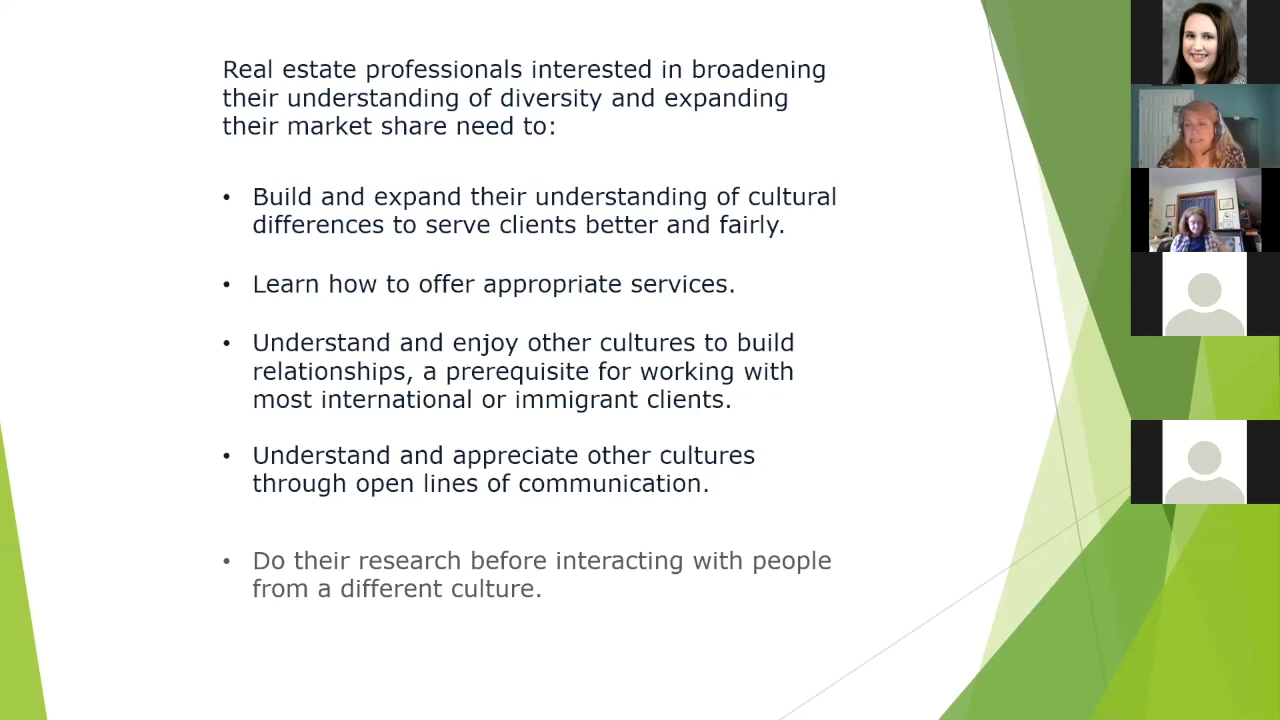 Real estate professionals interested in broadening
their understanding of diversity and expanding
their market share need to:
• Build and expand their understanding of cultural
differences to serve clients better and fairly.
• Learn how to offer appropriate services.
• Understand and enjoy other cultures to build
relationships, a prerequisite for working with
most international or immigrant clients.
• Understand and appreciate other cultures
through open lines of communication.
• Do their research before interacting with people
from a different culture.